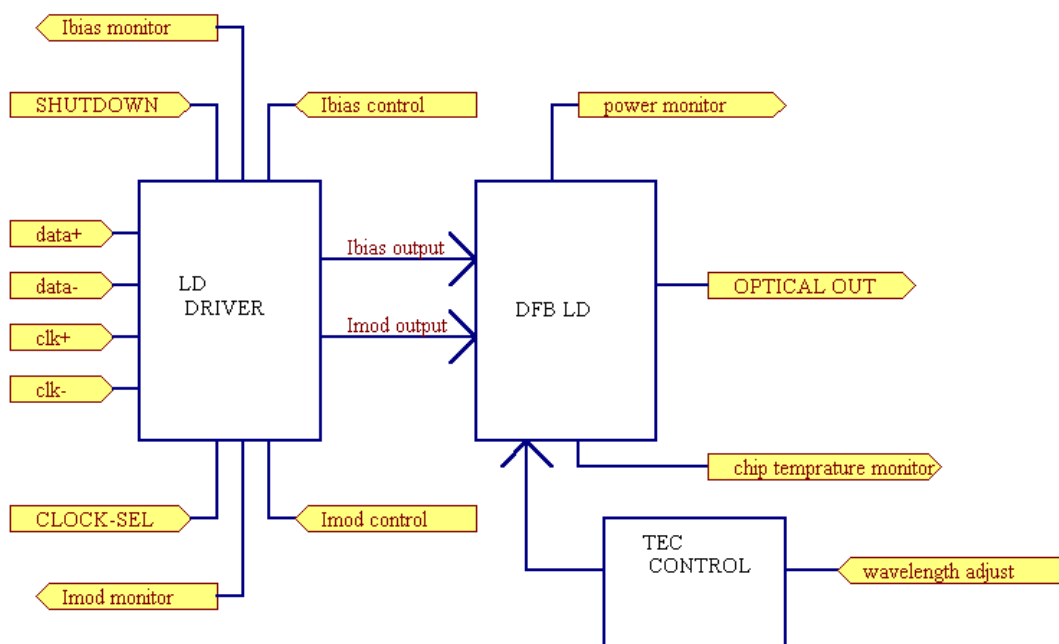 Ibias monitor
SHUTDOWN
Ibias control
power monitor
data+
data-
clk+
clk-
LD
DRIVER
Ibias output
Imod output
DFB LD
OPTICAL OUT
chip temprature monitor
CLOCK-SEL
Imod control
Imod monitor
TEC
CONTROL
wavelength adjust